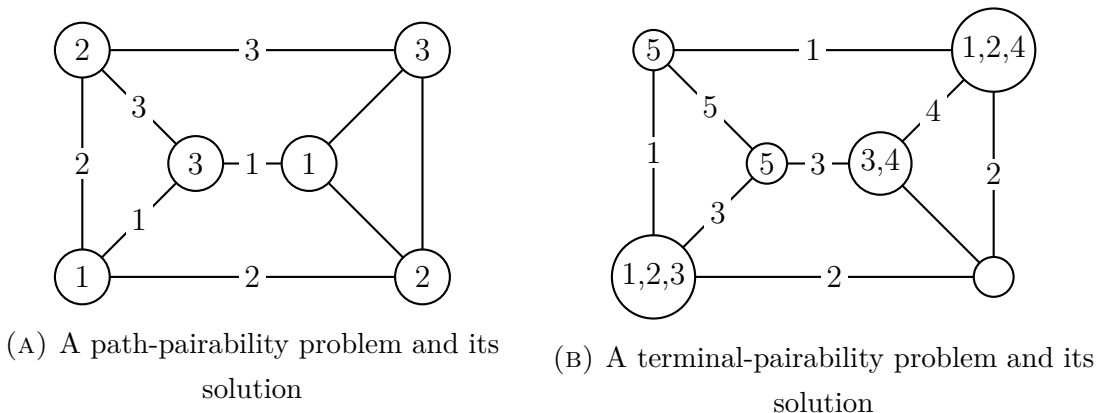 2 3 3 5 1 1,2,4
3 5 4
2 3 1 1 1 5 3 3,4 2
1 3
1 2 2 1,2,3 2
(A) A path-pairability problem and its
solution
(B) A terminal-pairability problem and its
solution